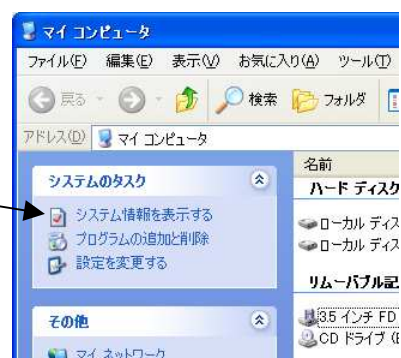 マイ コンピュータ
ファイル(F) 編集(E) 表示(V) お気に入り(A) ツール(T)
戻る 検索 フォルダ
アドレス(D) マイ コンピュータ
システムのタスク
システム情報を表示する
プログラムの追加と削除
設定を変更する
その他
マイ ネットワーク
名前
ハード ディスク
ローカル ディス
ローカル ディス
リムーバブル記
3.5 インチ FD
CD ドライブ (E